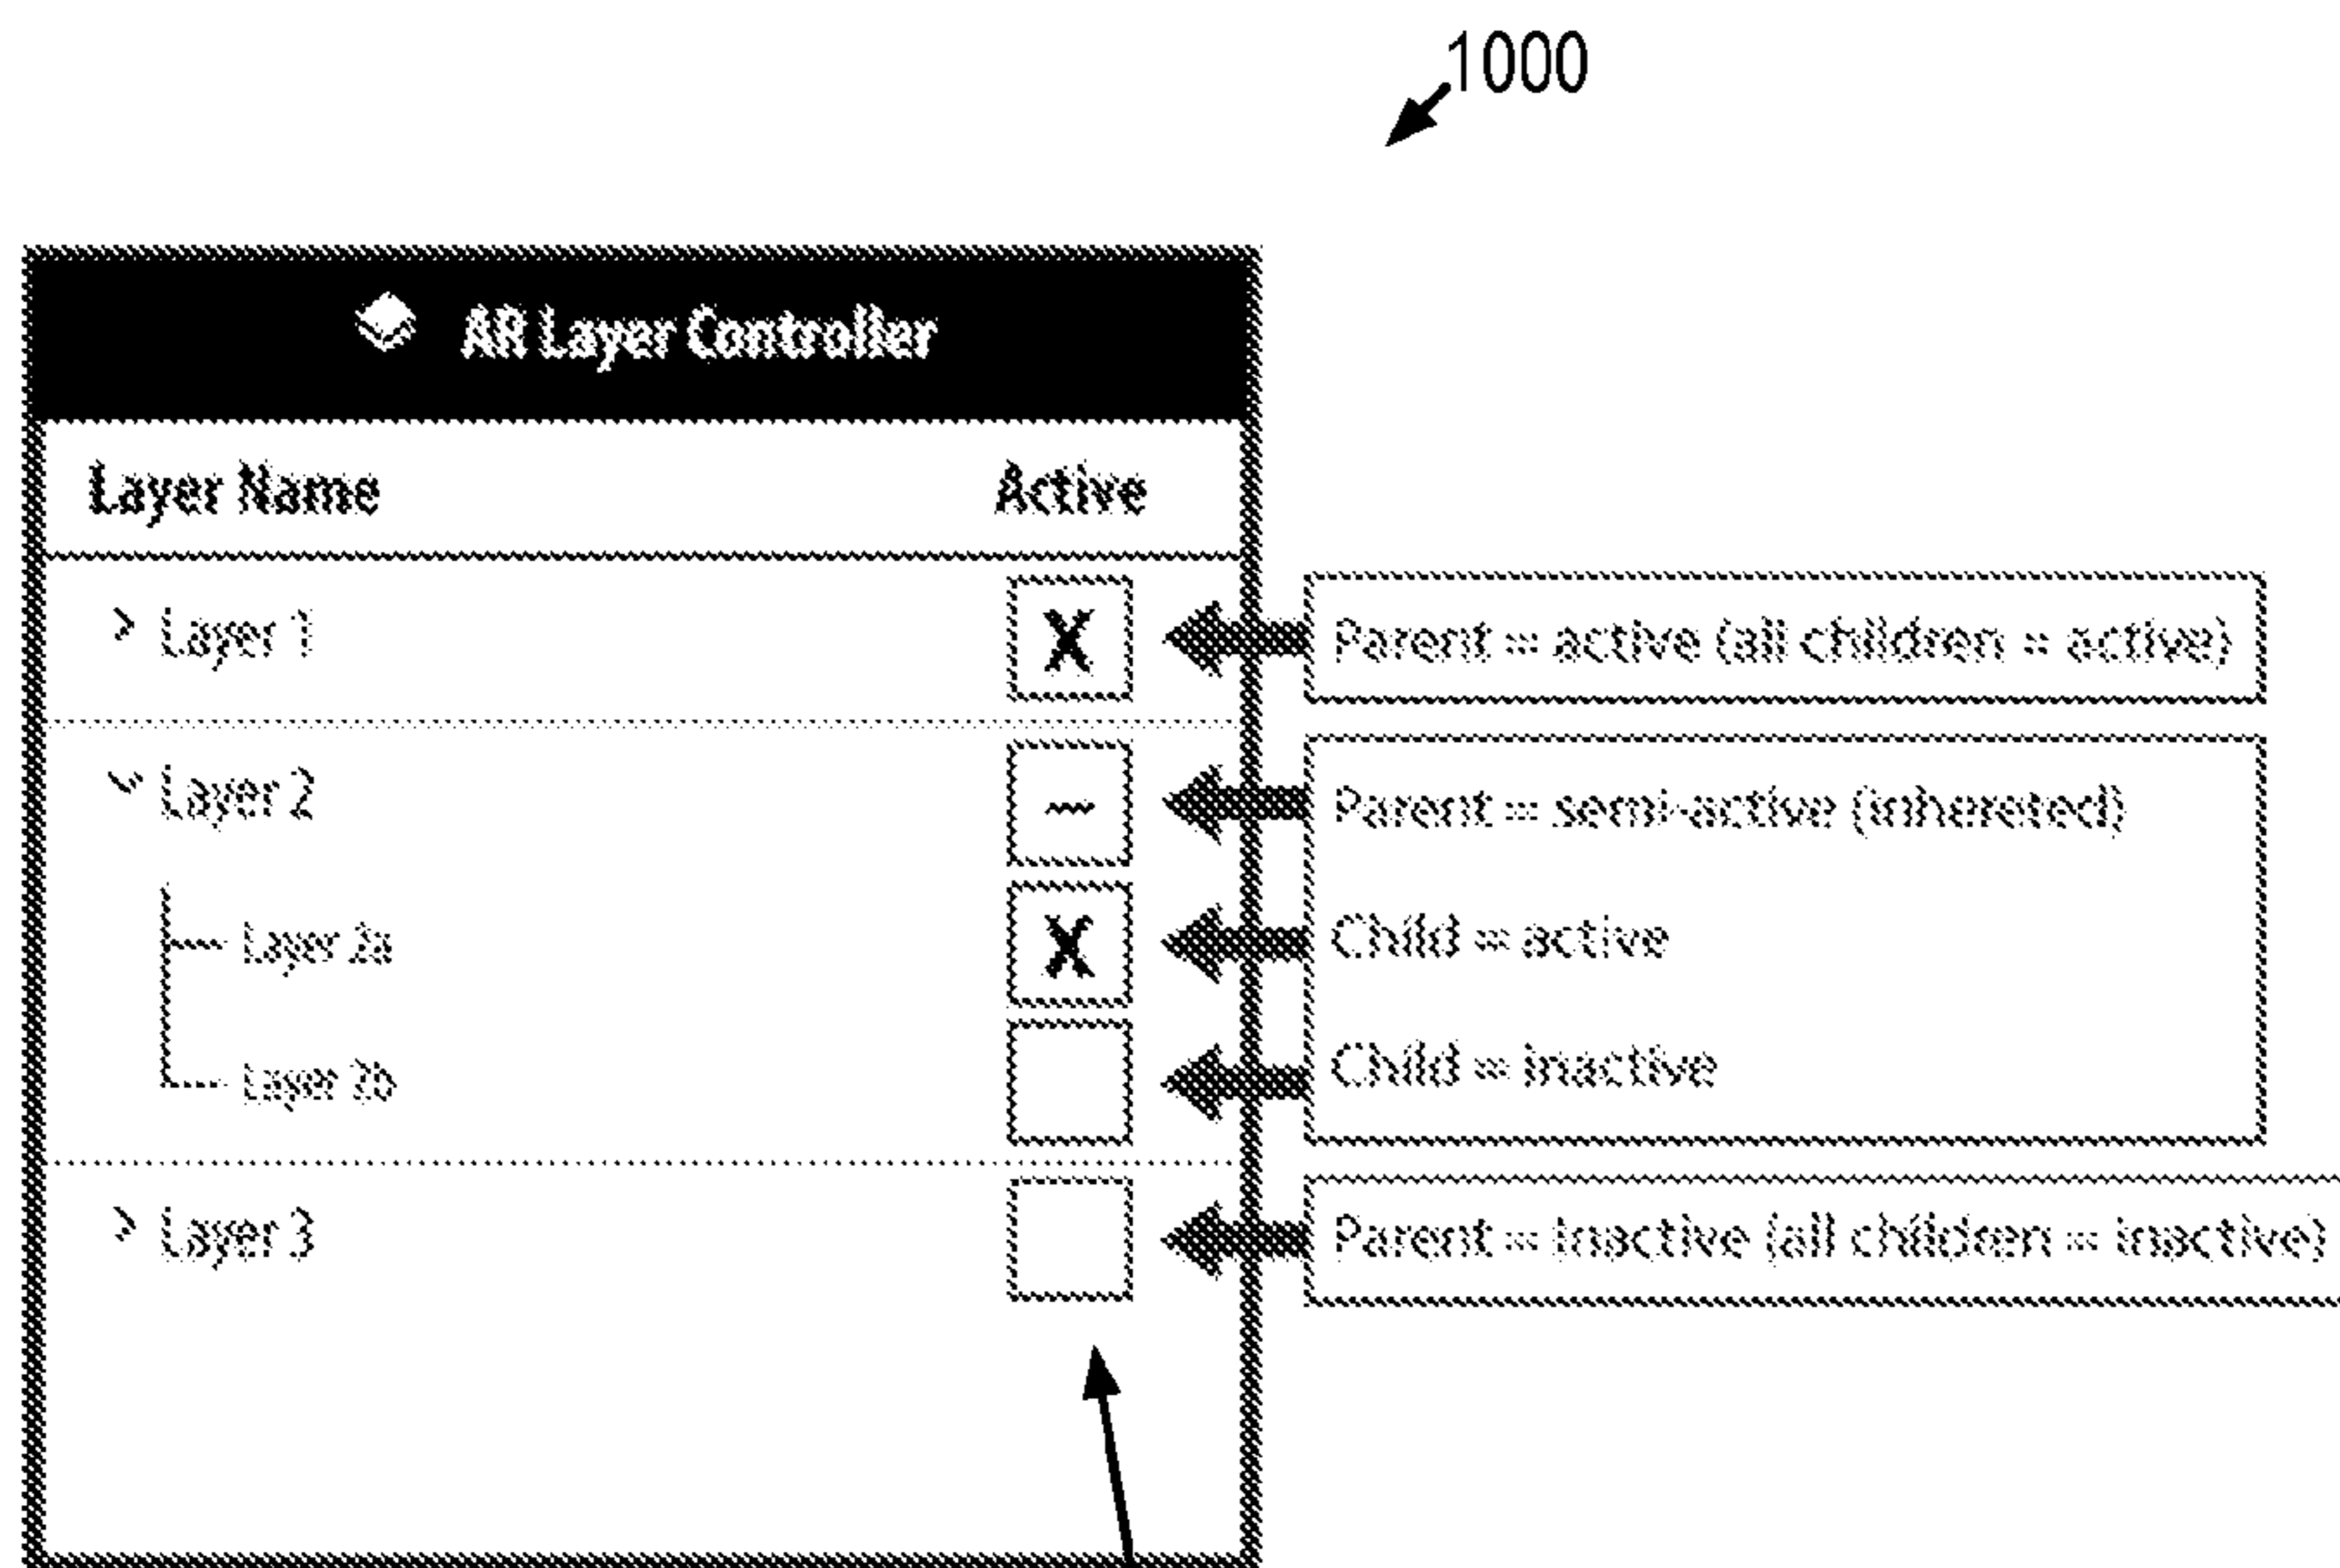 1000
AR Layer Controller
Layer Name Active
Layer 1 X Parent = active (all children = active)
Layer 2 – Parent = semi-active (inhereted)
Layer 2a X Child = active
Layer 2b Child = inactive
Layer 3 Parent = inactive (all children = inactive)